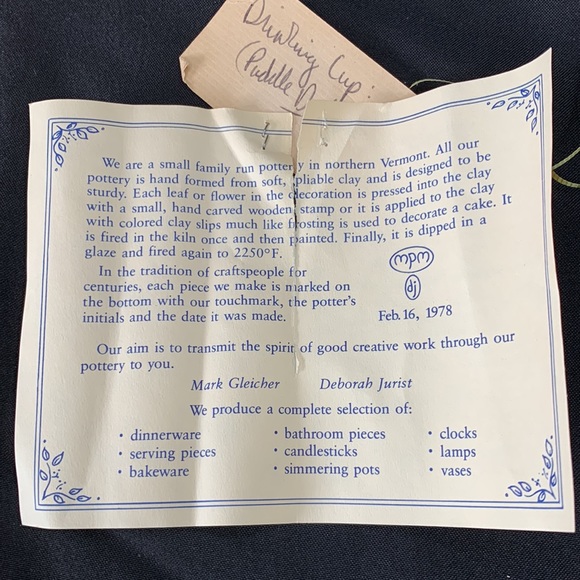 Drinking Cup:
(Puddle D
We are a small family run pottery in northern Vermont. All our
pottery is hand formed from soft, pliable clay and is designed to be
sturdy. Each leaf or flower in the decoration is pressed into the clay
with a small, hand carved wooden stamp or it is applied to the clay
with colored clay slips much like frosting is used to decorate a cake. It
is fired in the kiln once and then painted. Finally, it is dipped in a
glaze and fired again to 2250°F.
In the tradition of craftspeople for
centuries, each piece we make is marked on
the bottom with our touchmark, the potter's
initials and the date it was made.
mpm
dj
Feb. 16, 1978
Our aim is to transmit the spirit of good creative work through our
pottery to you.
Mark Gleicher Deborah Jurist
We produce a complete selection of:
• dinnerware • bathroom pieces • clocks
• serving pieces • candlesticks • lamps
• bakeware • simmering pots • vases